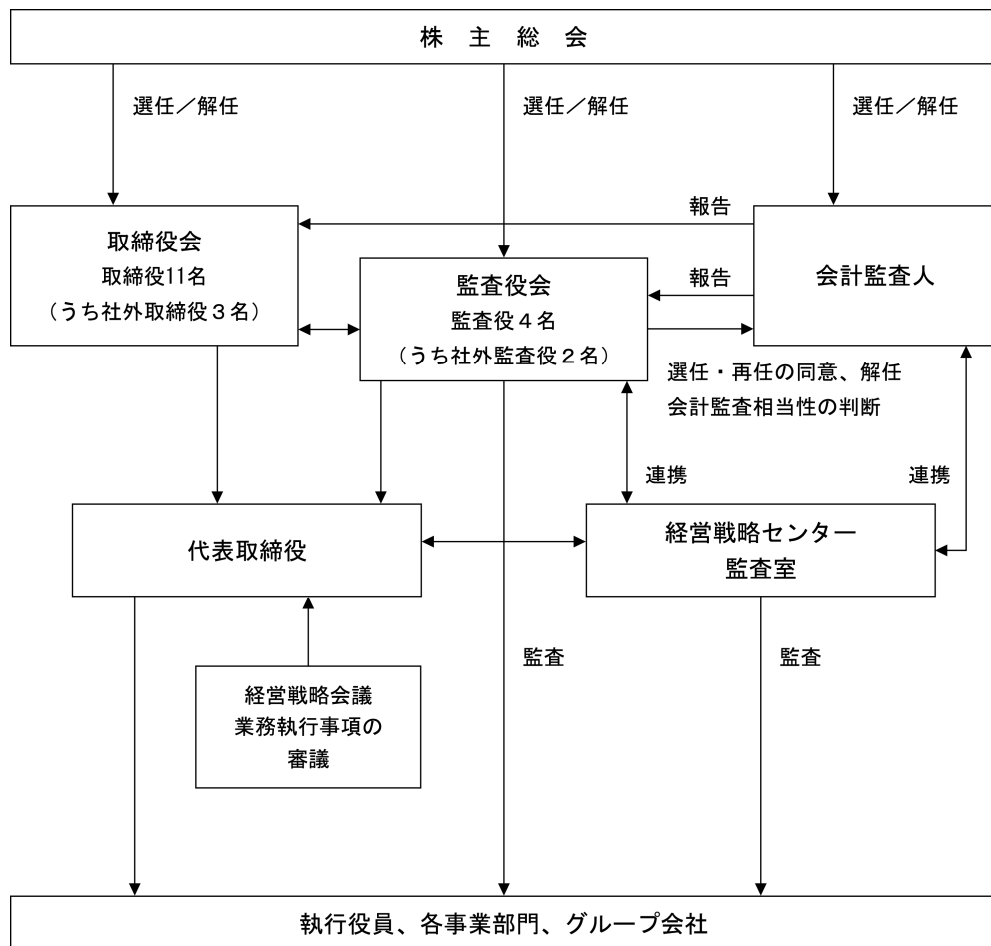 株 主 総 会
選任／解任
選任／解任
選任／解任
報告
取締役会
取締役11名
（うち社外取締役３名）
監査役会
監査役４名
（うち社外監査役２名）
報告
会計監査人
選任・再任の同意、解任
会計監査相当性の判断
連携
連携
代表取締役
経営戦略センター
監査室
監査
監査
経営戦略会議
業務執行事項の
審議
執行役員、各事業部門、グループ会社